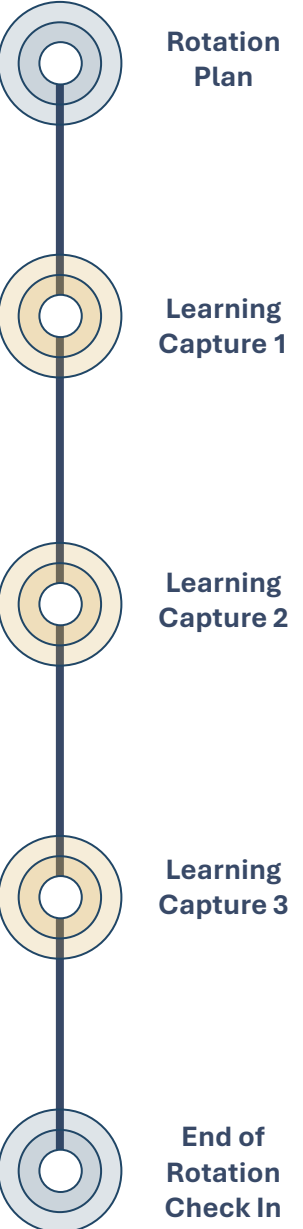 Rotation
Plan
Learning
Capture 1
Learning
Capture 2
Learning
Capture 3
End of
Rotation
Check In